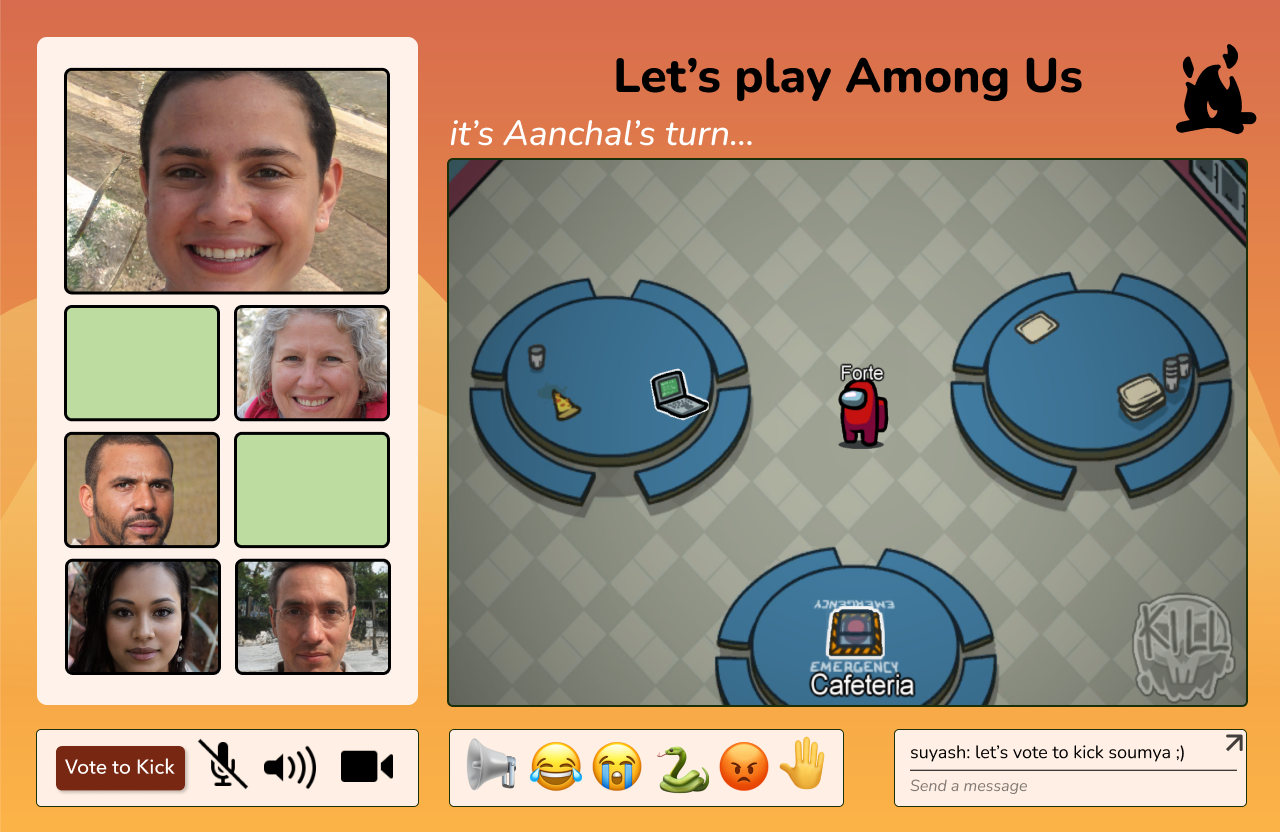 Let’s play Among Us
it’s Aanchal’s turn...
Forte
EMERGENCY
EMERGENCY
Cafeteria
KILL
Vote to Kick
suyash: let’s vote to kick soumya ;)
Send a message